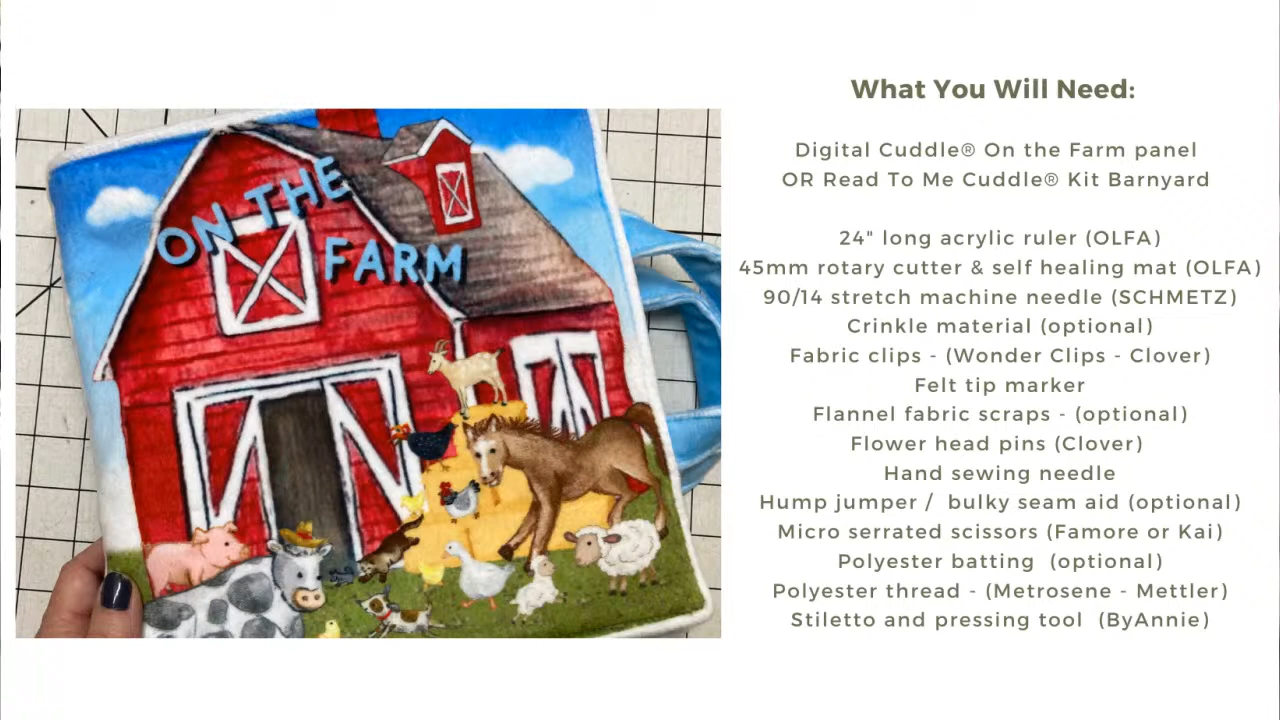 ON THE
FARM
What You Will Need:
Digital Cuddle® On the Farm panel
OR Read To Me Cuddle® Kit Barnyard
24" long acrylic ruler (OLFA)
45mm rotary cutter & self healing mat (OLFA)
90/14 stretch machine needle (SCHMETZ)
Crinkle material (optional)
Fabric clips - (Wonder Clips - Clover)
Felt tip marker
Flannel fabric scraps - (optional)
Flower head pins (Clover)
Hand sewing needle
Hump jumper /  bulky seam aid (optional)
Micro serrated scissors (Famore or Kai)
Polyester batting  (optional)
Polyester thread - (Metrosene - Mettler)
Stiletto and pressing tool  (ByAnnie)